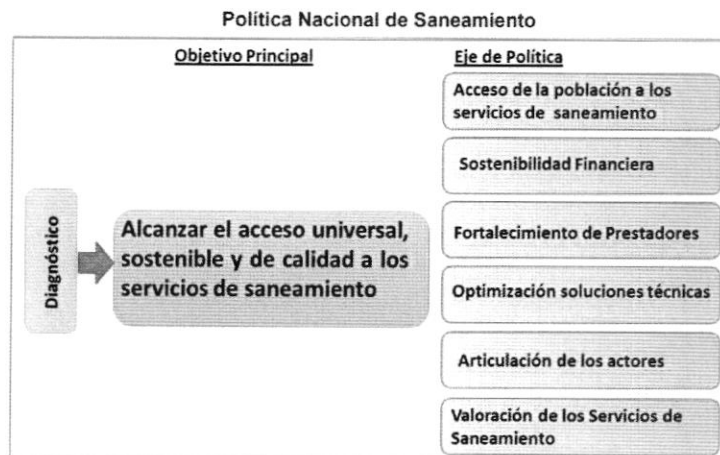 Política Nacional de Saneamiento
Objetivo Principal
Eje de Política
Diagnóstico
Alcanzar el acceso universal,
sostenible y de calidad a los
servicios de saneamiento
Acceso de la población a los
servicios de saneamiento
Sostenibilidad Financiera
Fortalecimiento de Prestadores
Optimización soluciones técnicas
Articulación de los actores
Valoración de los Servicios de
Saneamiento